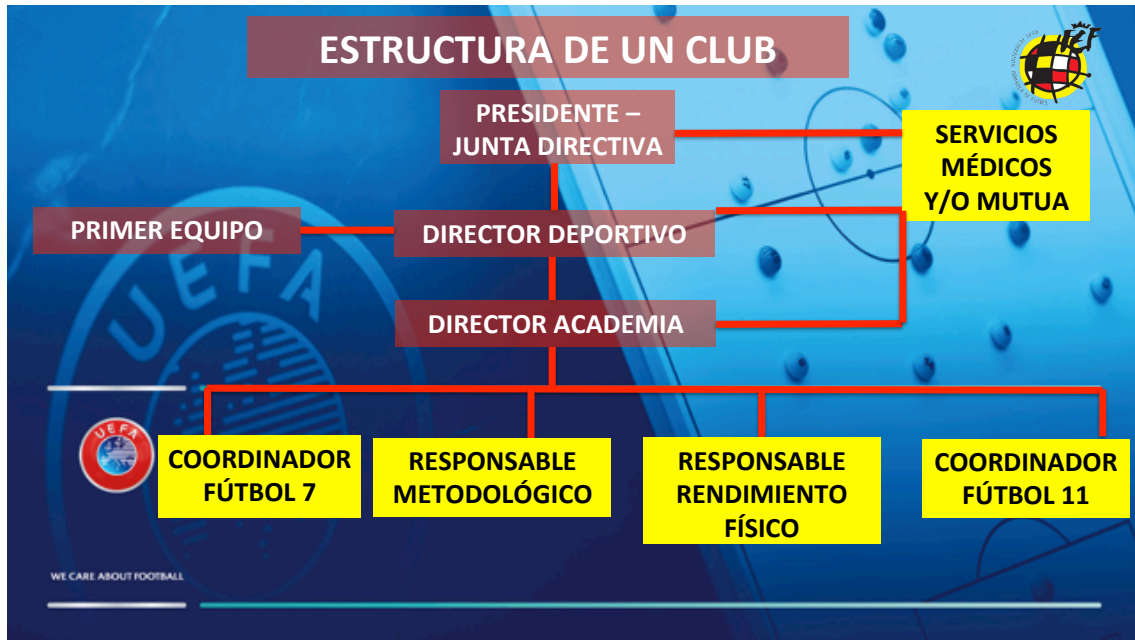 ESTRUCTURA DE UN CLUB
PRESIDENTE –
JUNTA DIRECTIVA
SERVICIOS
MÉDICOS
Y/O MUTUA
PRIMER EQUIPO
DIRECTOR DEPORTIVO
DIRECTOR ACADEMIA
UEFA
UEFA
COORDINADOR
FÚTBOL 7
RESPONSABLE
METODOLÓGICO
RESPONSABLE
RENDIMIENTO
FÍSICO
COORDINADOR
FÚTBOL 11
WE CARE ABOUT FOOTBALL